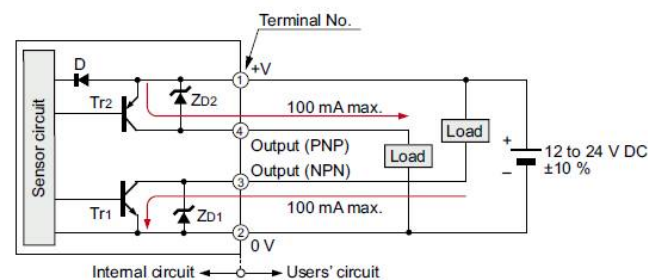 Terminal No.
Sensor circuit
D
1
+V
Tr2
ZD2
100 mA max.
4
Output (PNP)
Load
Load
+
12 to 24 V DC
±10 %
−
Output (NPN)
3
Tr1
ZD1
100 mA max.
2
0 V
Internal circuit
Users' circuit